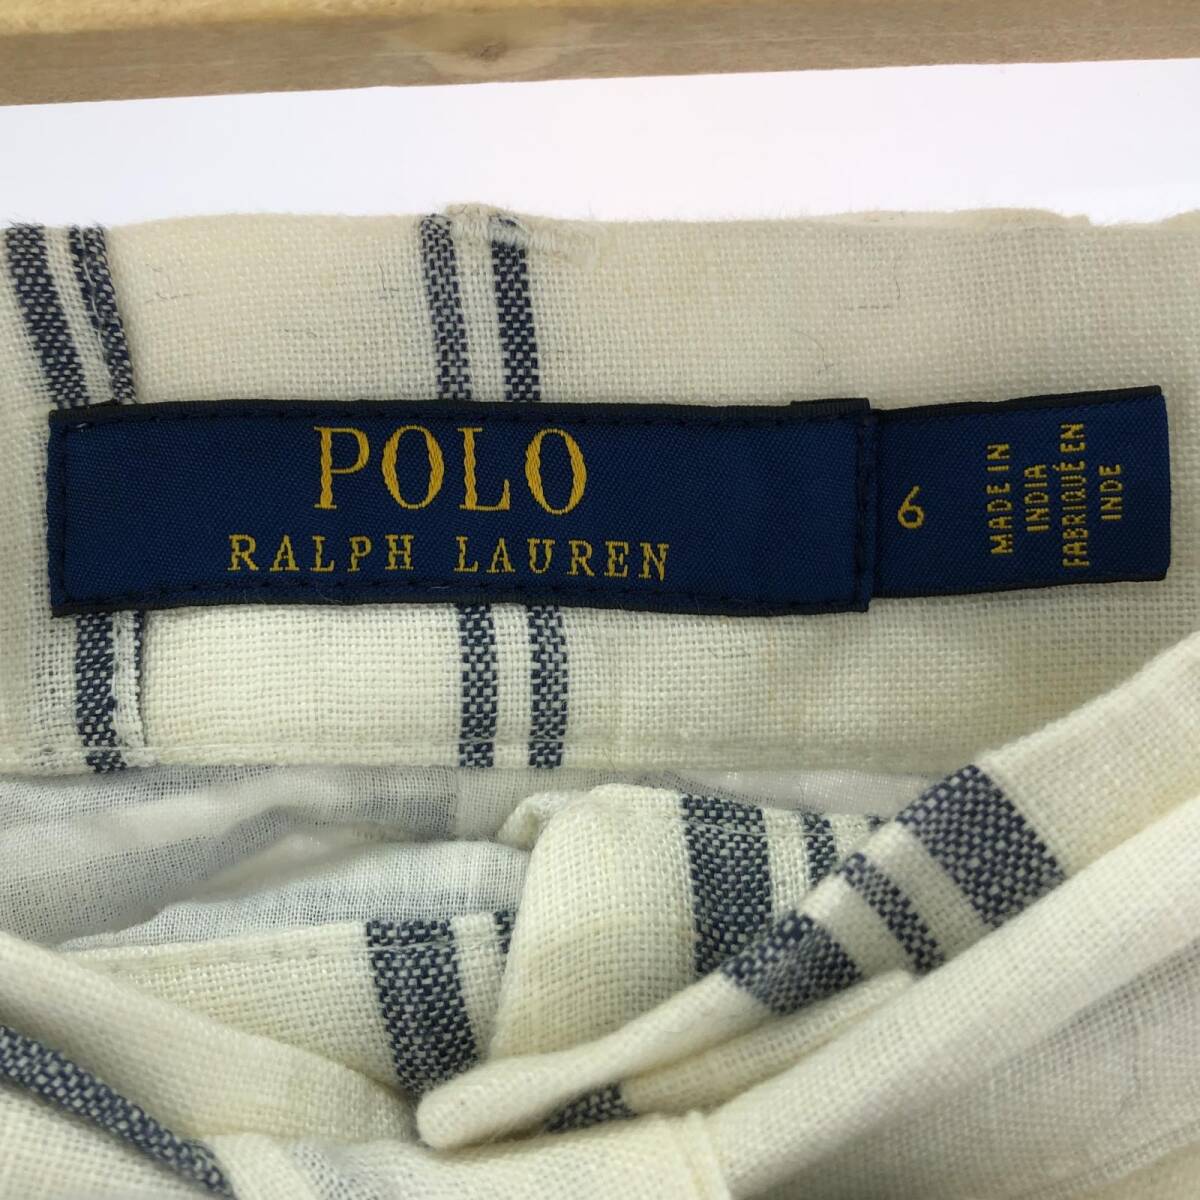 POLO
RALPH LAUREN
6
MADE IN
INDIA
FABRIQUÉ EN
INDE